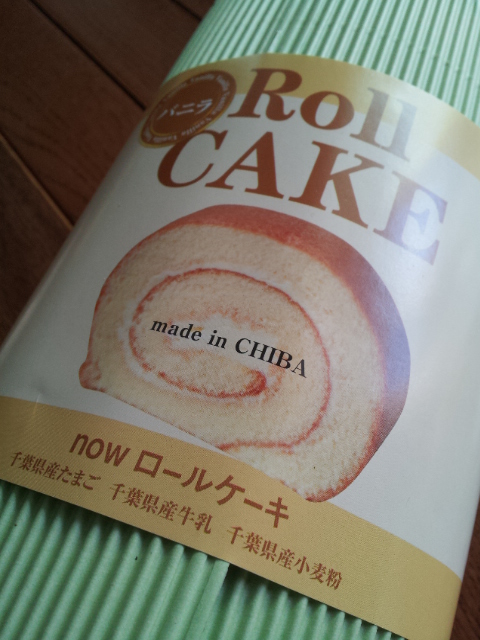 バニラ
Roll
CAKE
made in CHIBA
now ロールケーキ
千葉県産たまご 千葉県産牛乳 千葉県産小麦粉